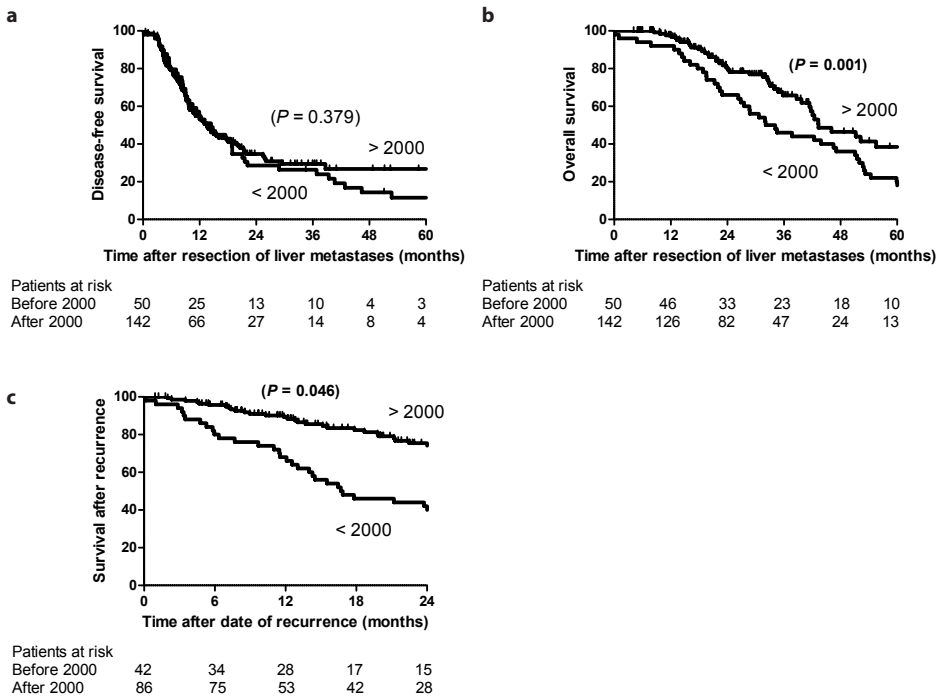 a
100
80
60
40
20
0
Disease-free survival
(P = 0.379)
> 2000
< 2000
0 12 24 36 48 60
Time after resection of liver metastases (months)
Patients at risk
Before 2000 50 25 13 10 4 3
After 2000 142 66 27 14 8 4
b
100
80
60
40
20
0
Overall survival
(P = 0.001)
> 2000
< 2000
0 12 24 36 48 60
Time after resection of liver metastases (months)
Patients at risk
Before 2000 50 46 33 23 18 10
After 2000 142 126 82 47 24 13
c
100
80
60
40
20
0
Survival after recurrence
(P = 0.046)
> 2000
< 2000
0 6 12 18 24
Time after date of recurrence (months)
Patients at risk
Before 2000 42 34 28 17 15
After 2000 86 75 53 42 28